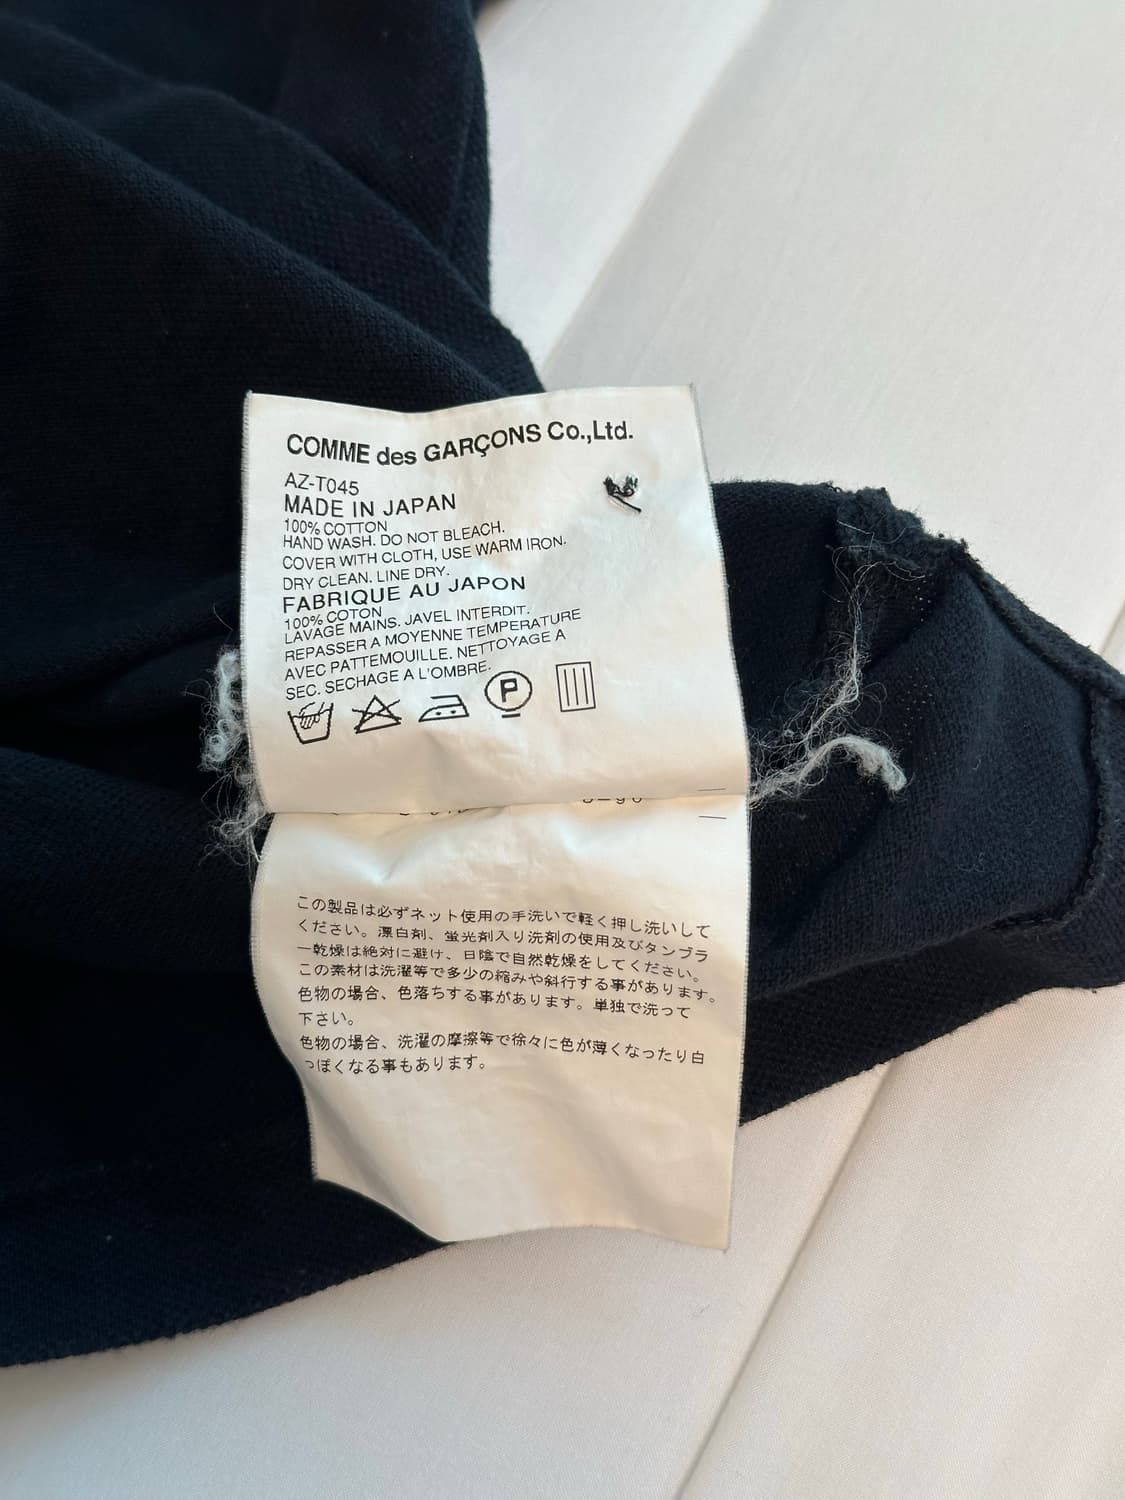 COMME des GARÇONS Co.,Ltd.
AZ-T045
MADE IN JAPAN
100% COTTON
HAND WASH. DO NOT BLEACH.
COVER WITH CLOTH, USE WARM IRON.
DRY CLEAN. LINE DRY.
FABRIQUE AU JAPON
100% COTON
LAVAGE MAINS. JAVEL INTERDIT.
REPASSER A MOYENNE TEMPERATURE
AVEC PATTEMOUILLE. NETTOYAGE A
SEC. SECHAGE A L'OMBRE.
P
この製品は必ずネット使用の手洗いで軽く押し洗いして
ください。漂白剤、蛍光剤入り洗剤の使用及びタンブラ
ー乾燥は絶対に避け、日陰で自然乾燥をしてください。
この素材は洗濯等で多少の縮みや斜行する事があります。
色物の場合、色落ちする事があります。単独で洗って
下さい。
色物の場合、洗濯の摩擦等で徐々に色が薄くなったり白
っぽくなる事もあります。